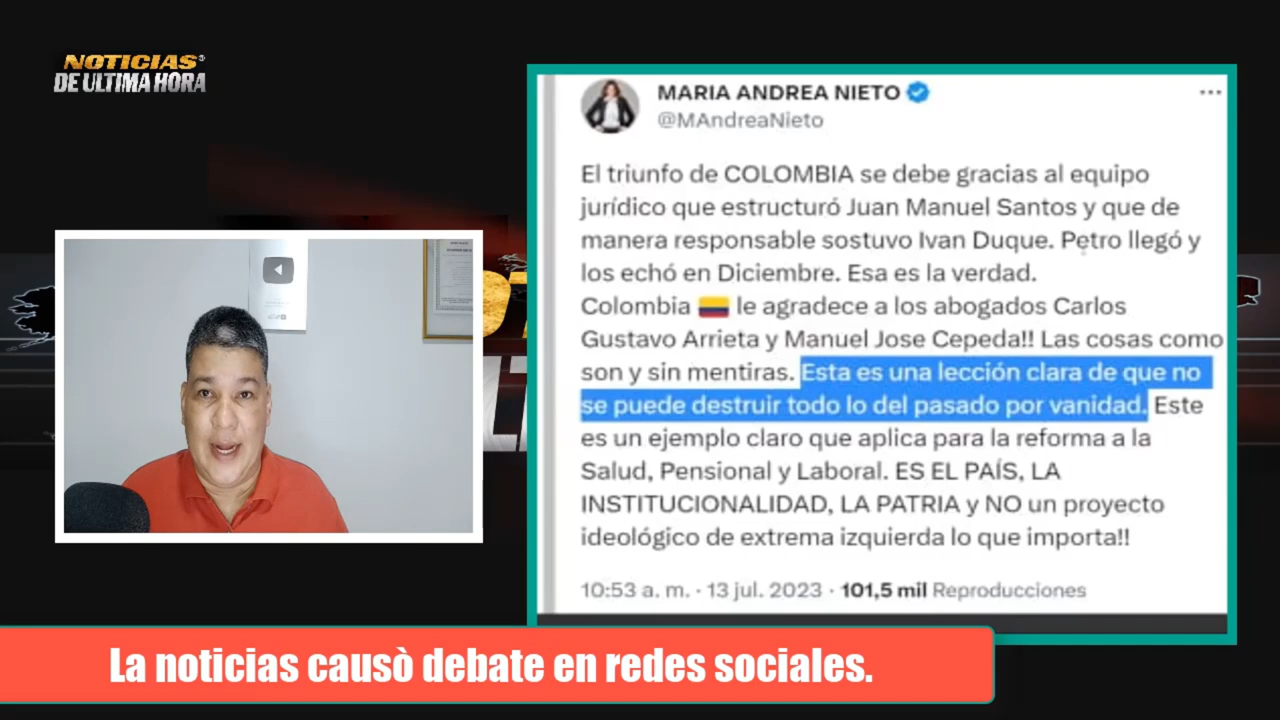 NOTICIAS
DE ULTIMA HORA
MARIA ANDREA NIETO
@MAndreaNieto
El triunfo de COLOMBIA se debe gracias al equipo
jurídico que estructuró Juan Manuel Santos y que de
manera responsable sostuvo Ivan Duque. Petro llegó y
los echó en Diciembre. Esa es la verdad.
Colombia 🇨🇴 le agradece a los abogados Carlos
Gustavo Arrieta y Manuel Jose Cepeda!! Las cosas como
son y sin mentiras. Esta es una lección clara de que no
se puede destruir todo lo del pasado por vanidad. Este
es un ejemplo claro que aplica para la reforma a la
Salud, Pensional y Laboral. ES EL PAÍS, LA
INSTITUCIONALIDAD, LA PATRIA y NO un proyecto
ideológico de extrema izquierda lo que importa!!
10:53 a. m. · 13 jul. 2023 · 101,5 mil Reproducciones
La noticias causò debate en redes sociales.